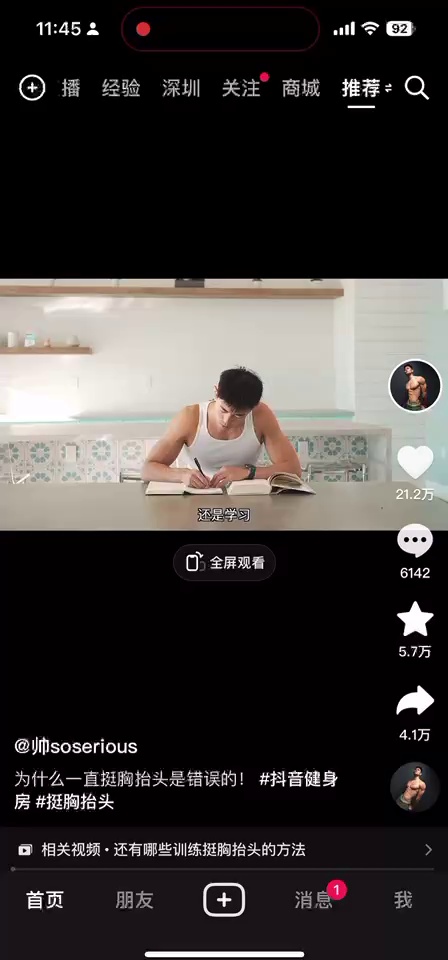 11:45
92
播 经验 深圳 关注 商城 推荐
还是学习
全屏观看
21.2万
6142
5.7万
4.1万
@帅soserious
为什么一直挺胸抬头是错误的！ #抖音健身
房 #挺胸抬头
相关视频 · 还有哪些训练挺胸抬头的方法
首页 朋友 消息 1 我